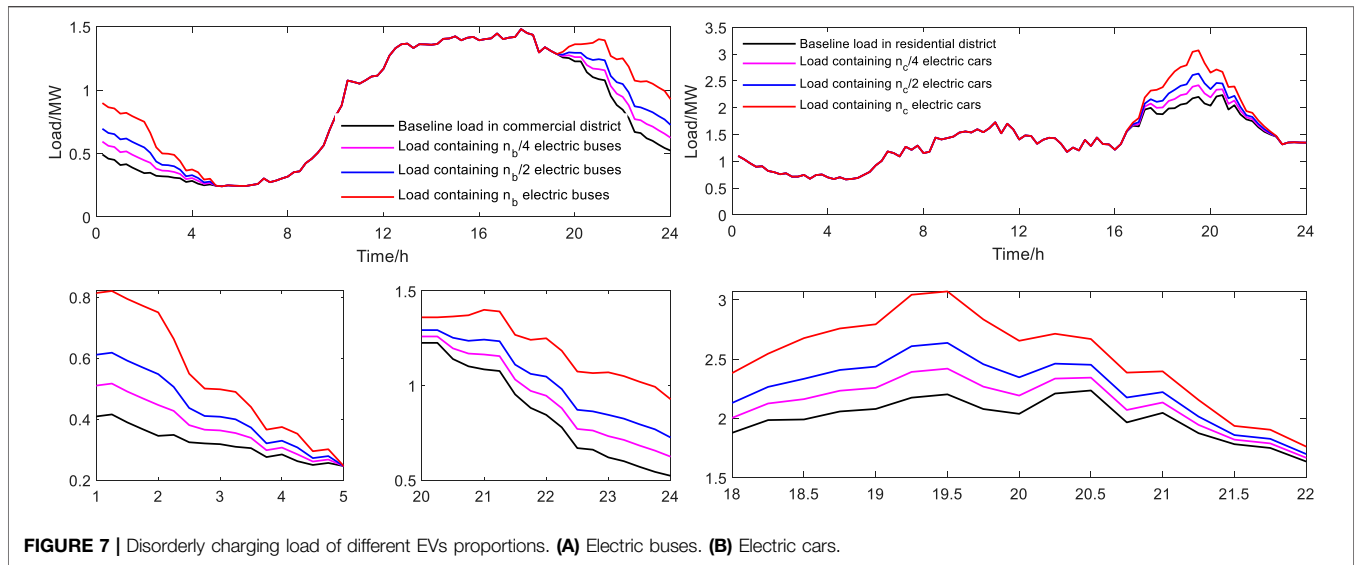 1.5
1
0.5
0
Load/MW
0 4 8 12 16 20 24
Time/h
Baseline load in commercial district
Load containing n_b/4 electric buses
Load containing n_b/2 electric buses
Load containing n_b electric buses
3.5
3
2.5
2
1.5
1
0.5
0
Load/MW
0 4 8 12 16 20 24
Time/h
Baseline load in residential district
Load containing n_c/4 electric cars
Load containing n_c/2 electric cars
Load containing n_c electric cars
0.8
0.6
0.4
0.2
1 2 3 4 5
1.5
1
0.5
20 21 22 23 24
3
2.5
2
1.5
18 18.5 19 19.5 20 20.5 21 21.5 22
FIGURE 7 | Disorderly charging load of different EVs proportions. (A) Electric buses. (B) Electric cars.